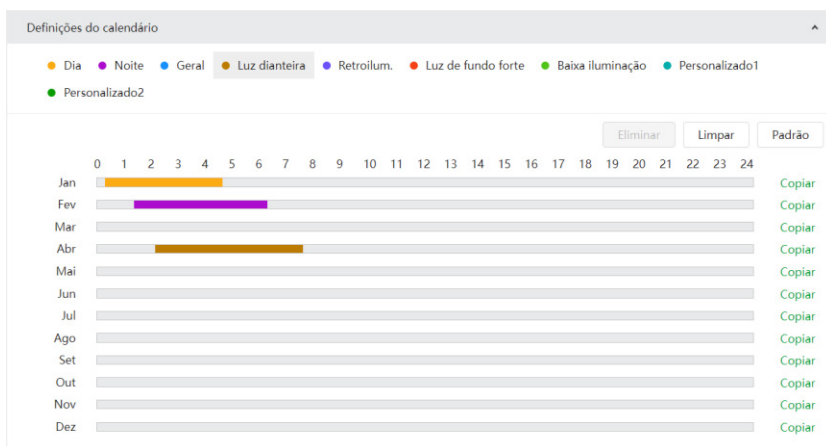 Definições do calendário
Dia Noite Geral Luz dianteira Retroilum. Luz de fundo forte Baixa iluminação Personalizado1
Personalizado2
Eliminar Limpar Padrão
0 1 2 3 4 5 6 7 8 9 10 11 12 13 14 15 16 17 18 19 20 21 22 23 24
Jan Copiar
Fev Copiar
Mar Copiar
Abr Copiar
Mai Copiar
Jun Copiar
Jul Copiar
Ago Copiar
Set Copiar
Out Copiar
Nov Copiar
Dez Copiar